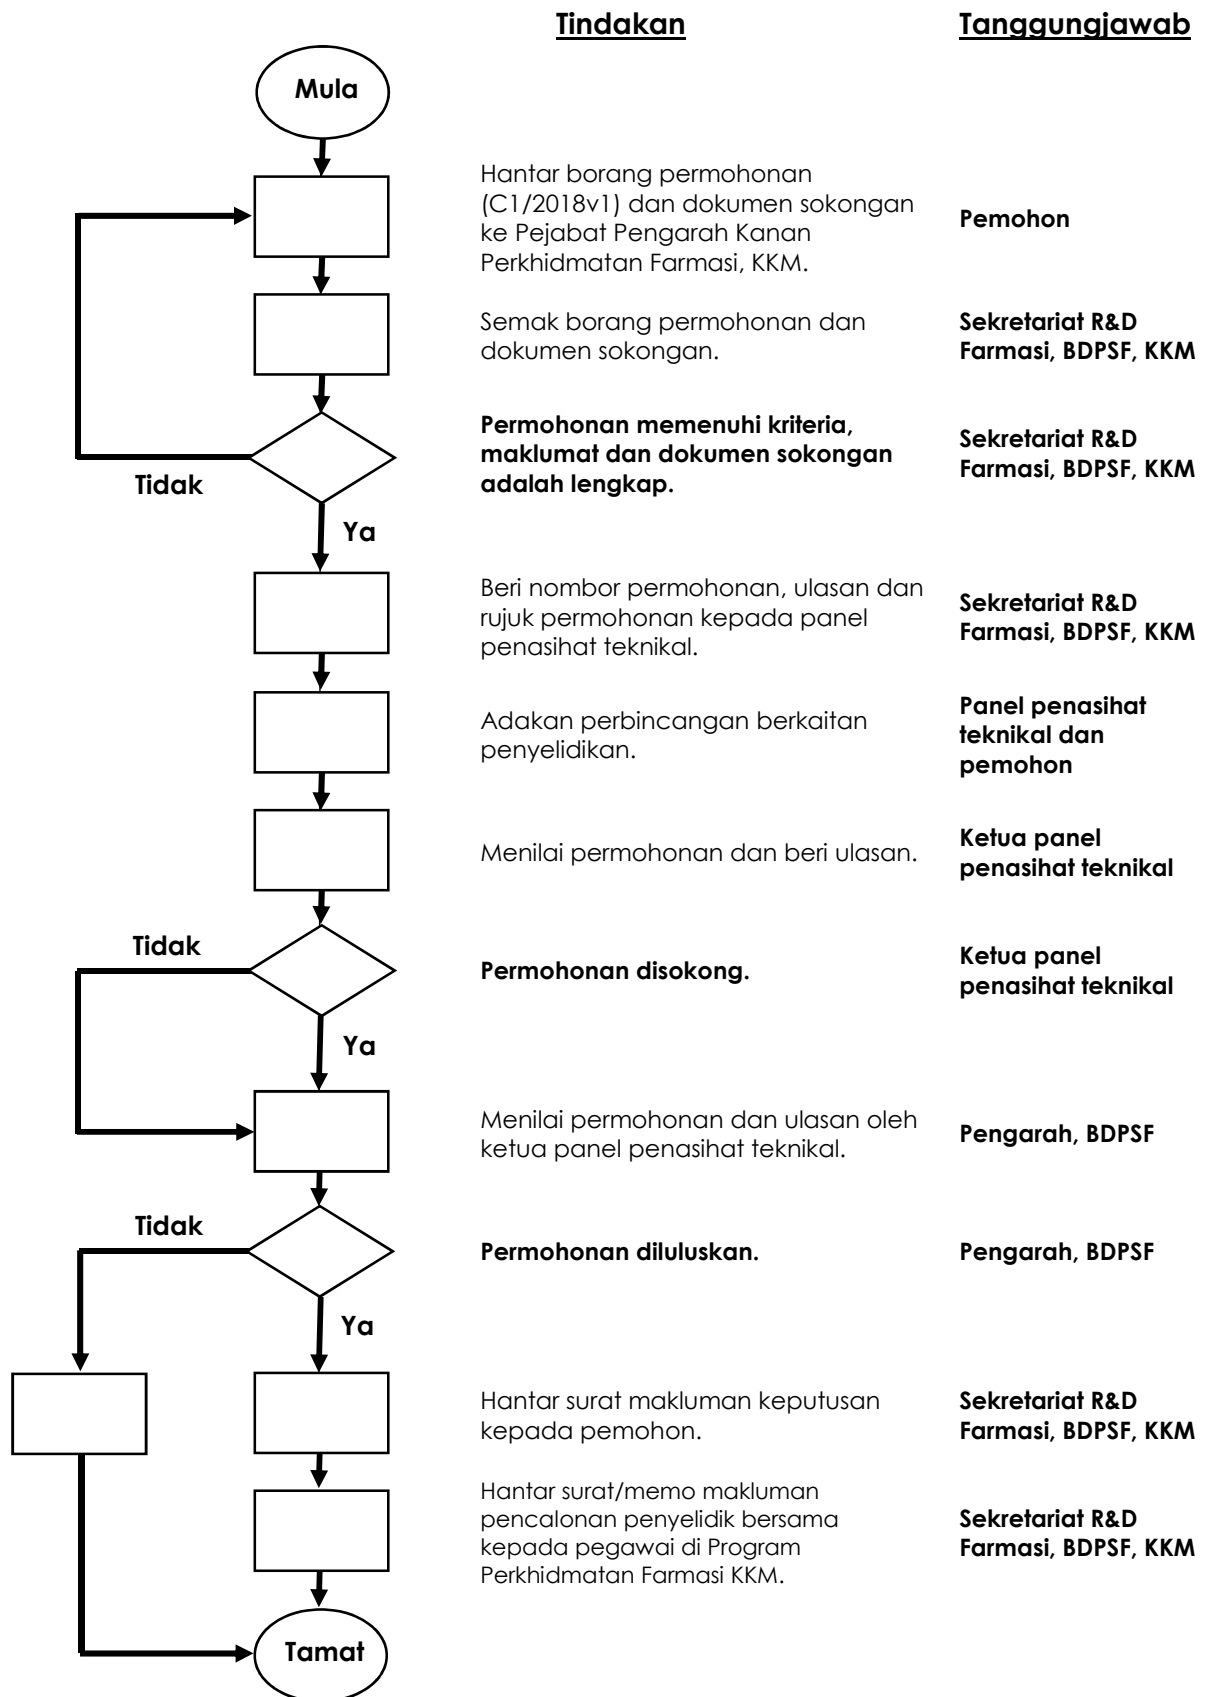 Tindakan
Tanggungjawab
Mula
Hantar borang permohonan
(C1/2018v1) dan dokumen sokongan
ke Pejabat Pengarah Kanan
Perkhidmatan Farmasi, KKM.
Pemohon
Semak borang permohonan dan
dokumen sokongan.
Sekretariat R&D
Farmasi, BDPSF, KKM
Permohonan memenuhi kriteria,
maklumat dan dokumen sokongan
adalah lengkap.
Sekretariat R&D
Farmasi, BDPSF, KKM
Tidak
Ya
Beri nombor permohonan, ulasan dan
rujuk permohonan kepada panel
penasihat teknikal.
Sekretariat R&D
Farmasi, BDPSF, KKM
Adakan perbincangan berkaitan
penyelidikan.
Panel penasihat
teknikal dan
pemohon
Menilai permohonan dan beri ulasan.
Ketua panel
penasihat teknikal
Tidak
Permohonan disokong.
Ketua panel
penasihat teknikal
Ya
Menilai permohonan dan ulasan oleh
ketua panel penasihat teknikal.
Pengarah, BDPSF
Tidak
Permohonan diluluskan.
Pengarah, BDPSF
Ya
Hantar surat makluman keputusan
kepada pemohon.
Sekretariat R&D
Farmasi, BDPSF, KKM
Hantar surat/memo makluman
pencalonan penyelidik bersama
kepada pegawai di Program
Perkhidmatan Farmasi KKM.
Sekretariat R&D
Farmasi, BDPSF, KKM
Tamat